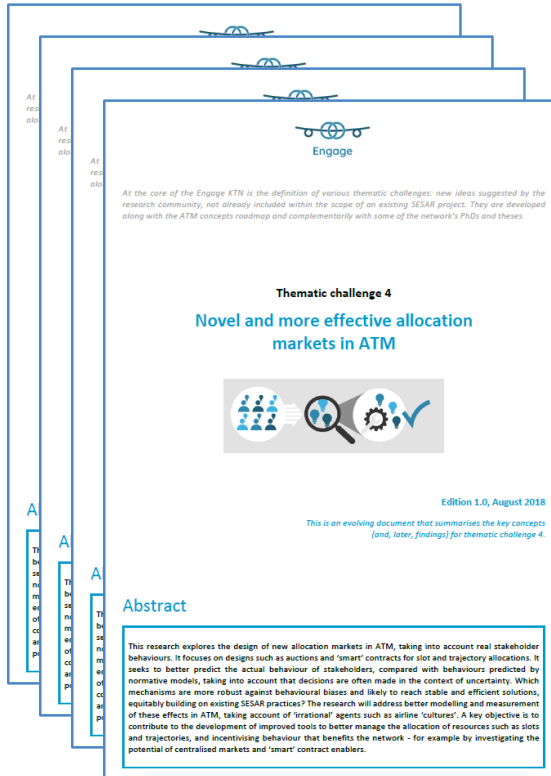 At
res
alo
At
res
alo
At
res
alo
Engage
At the core of the Engage KTN is the definition of various thematic challenges: new ideas suggested by the
research community, not already included within the scope of an existing SESAR project. They are developed
along with the ATM concepts roadmap and complementarily with some of the network's PhDs and theses.
Thematic challenge 4
Novel and more effective allocation
markets in ATM
Edition 1.0, August 2018
This is an evolving document that summarises the key concepts
(and, later, findings) for thematic challenge 4.
A
A
A
Abstract
This research explores the design of new allocation markets in ATM, taking into account real stakeholder
behaviours. It focuses on designs such as auctions and 'smart' contracts for slot and trajectory allocations. It
seeks to better predict the actual behaviour of stakeholders, compared with behaviours predicted by
normative models, taking into account that decisions are often made in the context of uncertainty. Which
mechanisms are more robust against behavioural biases and likely to reach stable and efficient solutions,
equitably building on existing SESAR practices? The research will address better modelling and measurement
of these effects in ATM, taking account of 'irrational' agents such as airline 'cultures'. A key objective is to
contribute to the development of improved tools to better manage the allocation of resources such as slots
and trajectories, and incentivising behaviour that benefits the network - for example by investigating the
potential of centralised markets and 'smart' contract enablers.